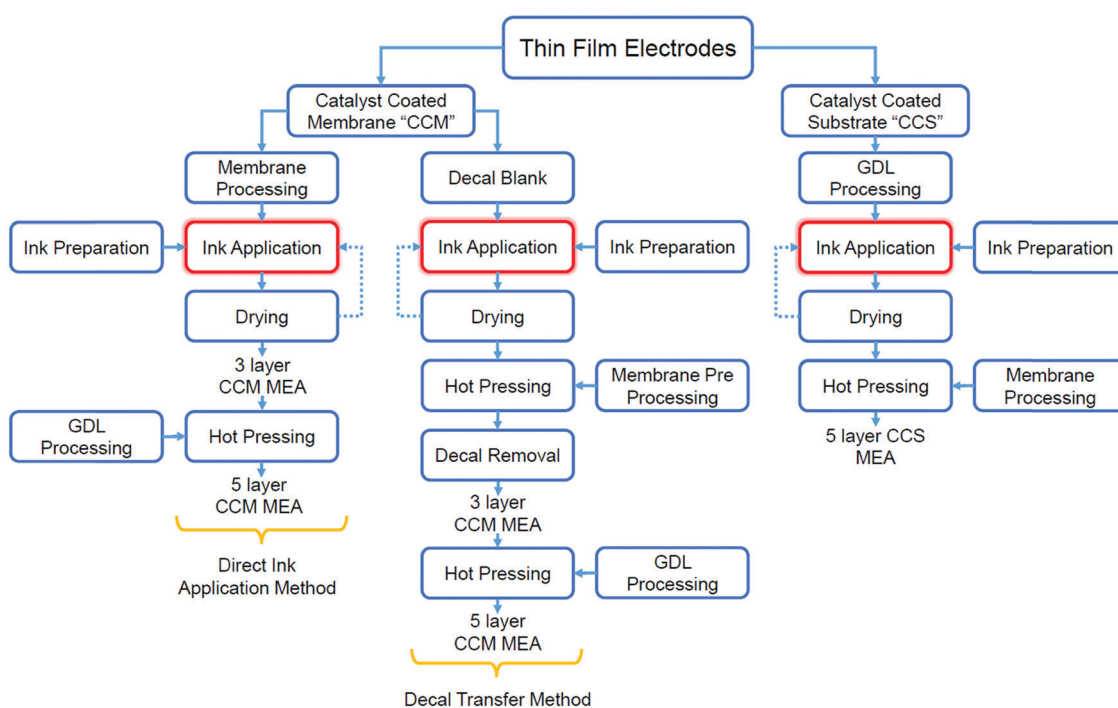 Thin Film Electrodes
Catalyst Coated
Membrane “CCM”
Catalyst Coated
Substrate “CCS”
Membrane
Processing
Decal Blank
GDL
Processing
Ink Preparation
Ink Application
Ink Application
Ink Preparation
Ink Application
Ink Preparation
Drying
Drying
Drying
3 layer
CCM MEA
Hot Pressing
Membrane Pre
Processing
Hot Pressing
Membrane
Processing
GDL
Processing
Hot Pressing
Decal Removal
5 layer CCS
MEA
5 layer
CCM MEA
3 layer
CCM MEA
Direct Ink
Application Method
Hot Pressing
GDL
Processing
5 layer
CCM MEA
Decal Transfer Method